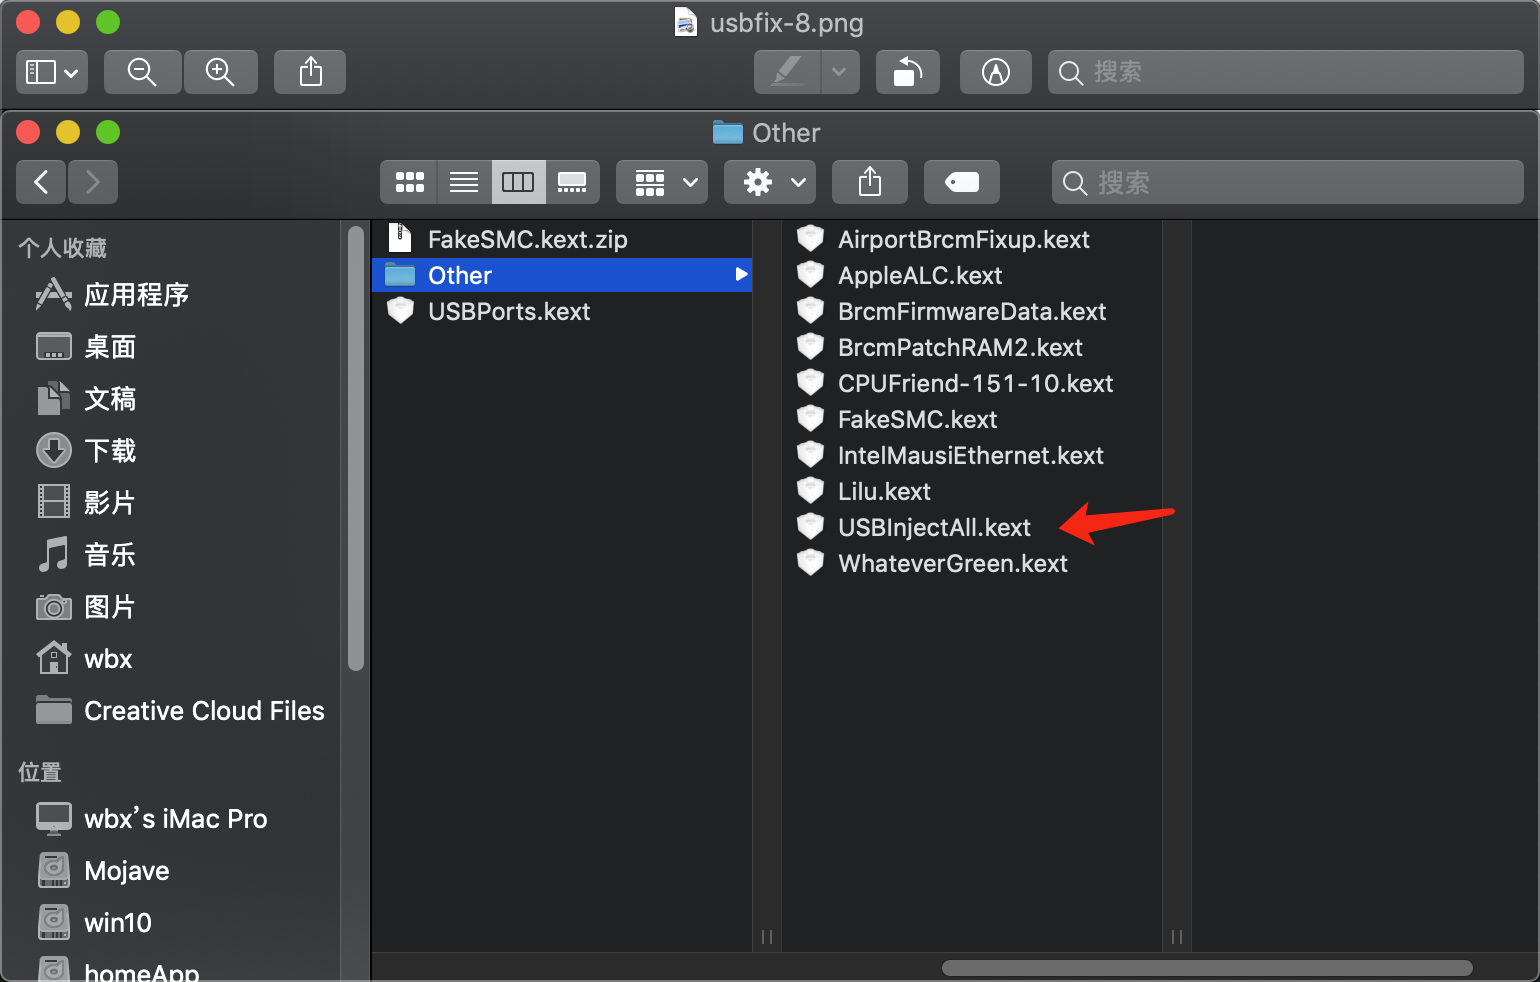 usbfix-8.png
搜索
Other
搜索
个人收藏
应用程序
桌面
文稿
下载
影片
音乐
图片
wbx
Creative Cloud Files
位置
wbx’s iMac Pro
Mojave
win10
homeApp
FakeSMC.kext.zip
Other
USBPorts.kext
AirportBrcmFixup.kext
AppleALC.kext
BrcmFirmwareData.kext
BrcmPatchRAM2.kext
CPUFriend-151-10.kext
FakeSMC.kext
IntelMausiEthernet.kext
Lilu.kext
USBInjectAll.kext
WhateverGreen.kext